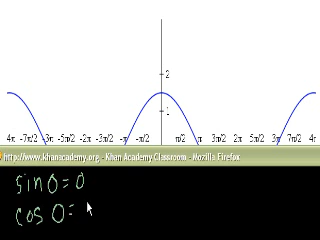 2
1
4π -7π/2 -3π -5π/2 -2π -3π/2 -π -π/2 π/2 π 3π/2 2π 5π/2 3π 7π/2 4π
http://www.khanacademy.org - Khan Academy Classroom - Mozilla Firefox
sin 0 = 0
cos 0 =